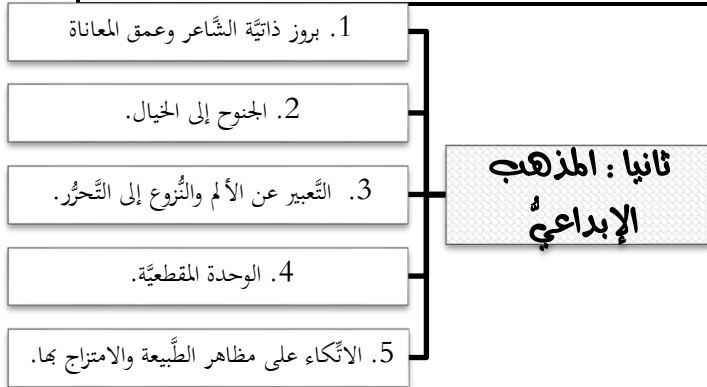 ثانيا : المذهب
الإبداعيُّ
1. بروز ذاتيَّة الشَّاعر وعمق المعاناة
2. الجنوح إلى الخيال.
3. التَّعبير عن الألم والنُّزوع إلى التَّحرُّر.
4. الوحدة المقطعيَّة.
5. الاتِّكاء على مظاهر الطَّبيعة والامتزاج بها.